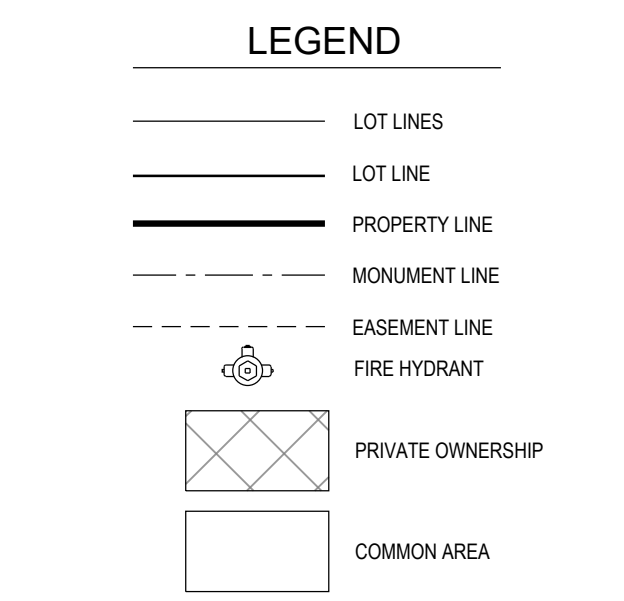 LEGEND
LOT LINES
LOT LINE
PROPERTY LINE
MONUMENT LINE
EASEMENT LINE
FIRE HYDRANT
PRIVATE OWNERSHIP
COMMON AREA